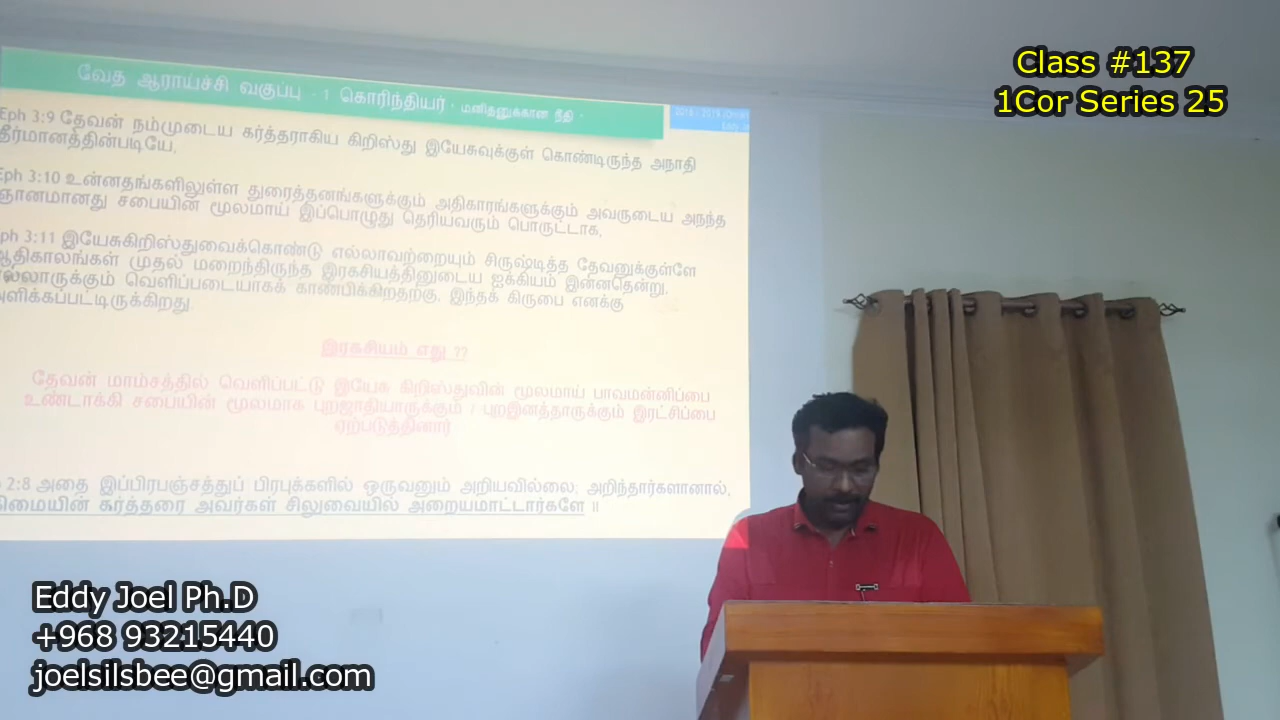 Class #137
1Cor Series 25
வேத ஆராய்ச்சி வகுப்பு - 1 கொரிந்தியர் - மனிதனுக்கான நீதி -
Eph 3:9 தேவன் நம்முடைய கர்த்தராகிய கிறிஸ்து இயேசுவுக்குள் கொண்டிருந்த அநாதி
தீர்மானத்தின்படியே,
Eph 3:10 உன்னதங்களிலுள்ள துரைத்தனங்களுக்கும் அதிகாரங்களுக்கும் அவருடைய அநந்த
ஞானமானது சபையின் மூலமாய் இப்பொழுது தெரியவரும் பொருட்டாக,
ph 3:11 இயேசுகிறிஸ்துவைக்கொண்டு எல்லாவற்றையும் சிருஷ்டித்த தேவனுக்குள்ளே
ஆதிகாலங்கள் முதல் மறைந்திருந்த இரகசியத்தினுடைய ஐக்கியம் இன்னதென்று,
ல்லாருக்கும் வெளிப்படையாகக் காண்பிக்கிறதற்கு, இந்தக் கிருபை எனக்கு
ளிக்கப்பட்டிருக்கிறது.
இரகசியம் எது ??
தேவன் மாம்சத்தில் வெளிப்பட்டு இயேசு கிறிஸ்துவின் மூலமாய் பாவமன்னிப்பை
உண்டாக்கி சபையின் மூலமாக புறஜாதியாருக்கும் / புறஇனத்தாருக்கும் இரட்சிப்பை
ஏற்படுத்தினார்
2:8 அதை இப்பிரபஞ்சத்துப் பிரபுக்களில் ஒருவனும் அறியவில்லை; அறிந்தார்களானால்,
மையின் கர்த்தரை அவர்கள் சிலுவையில் அறையமாட்டார்களே ॥
Eddy Joel Ph.D
+968 93215440
joelsilsbee@gmail.com